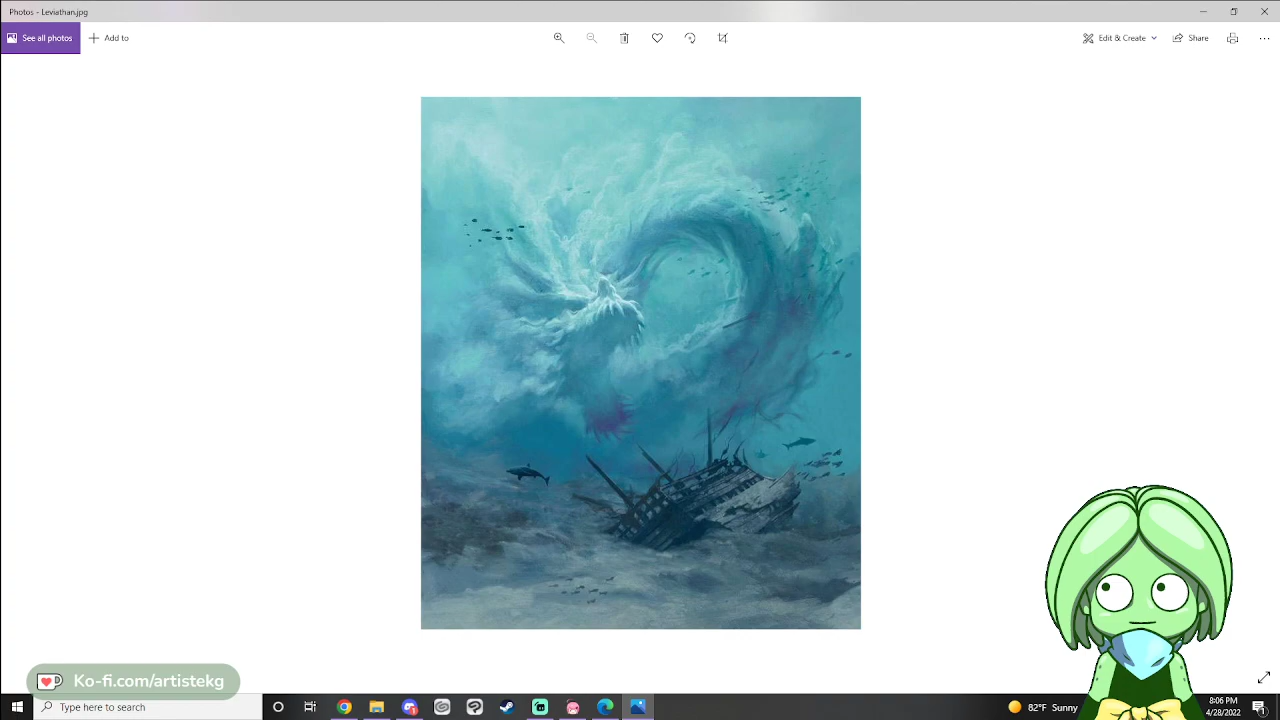 Photos - Leviathan.jpg
See all photos
Add to
Edit & Create
Share
Ko-fi.com/artistekg
Type here to search
82°F Sunny
8:06 PM
4/28/2022